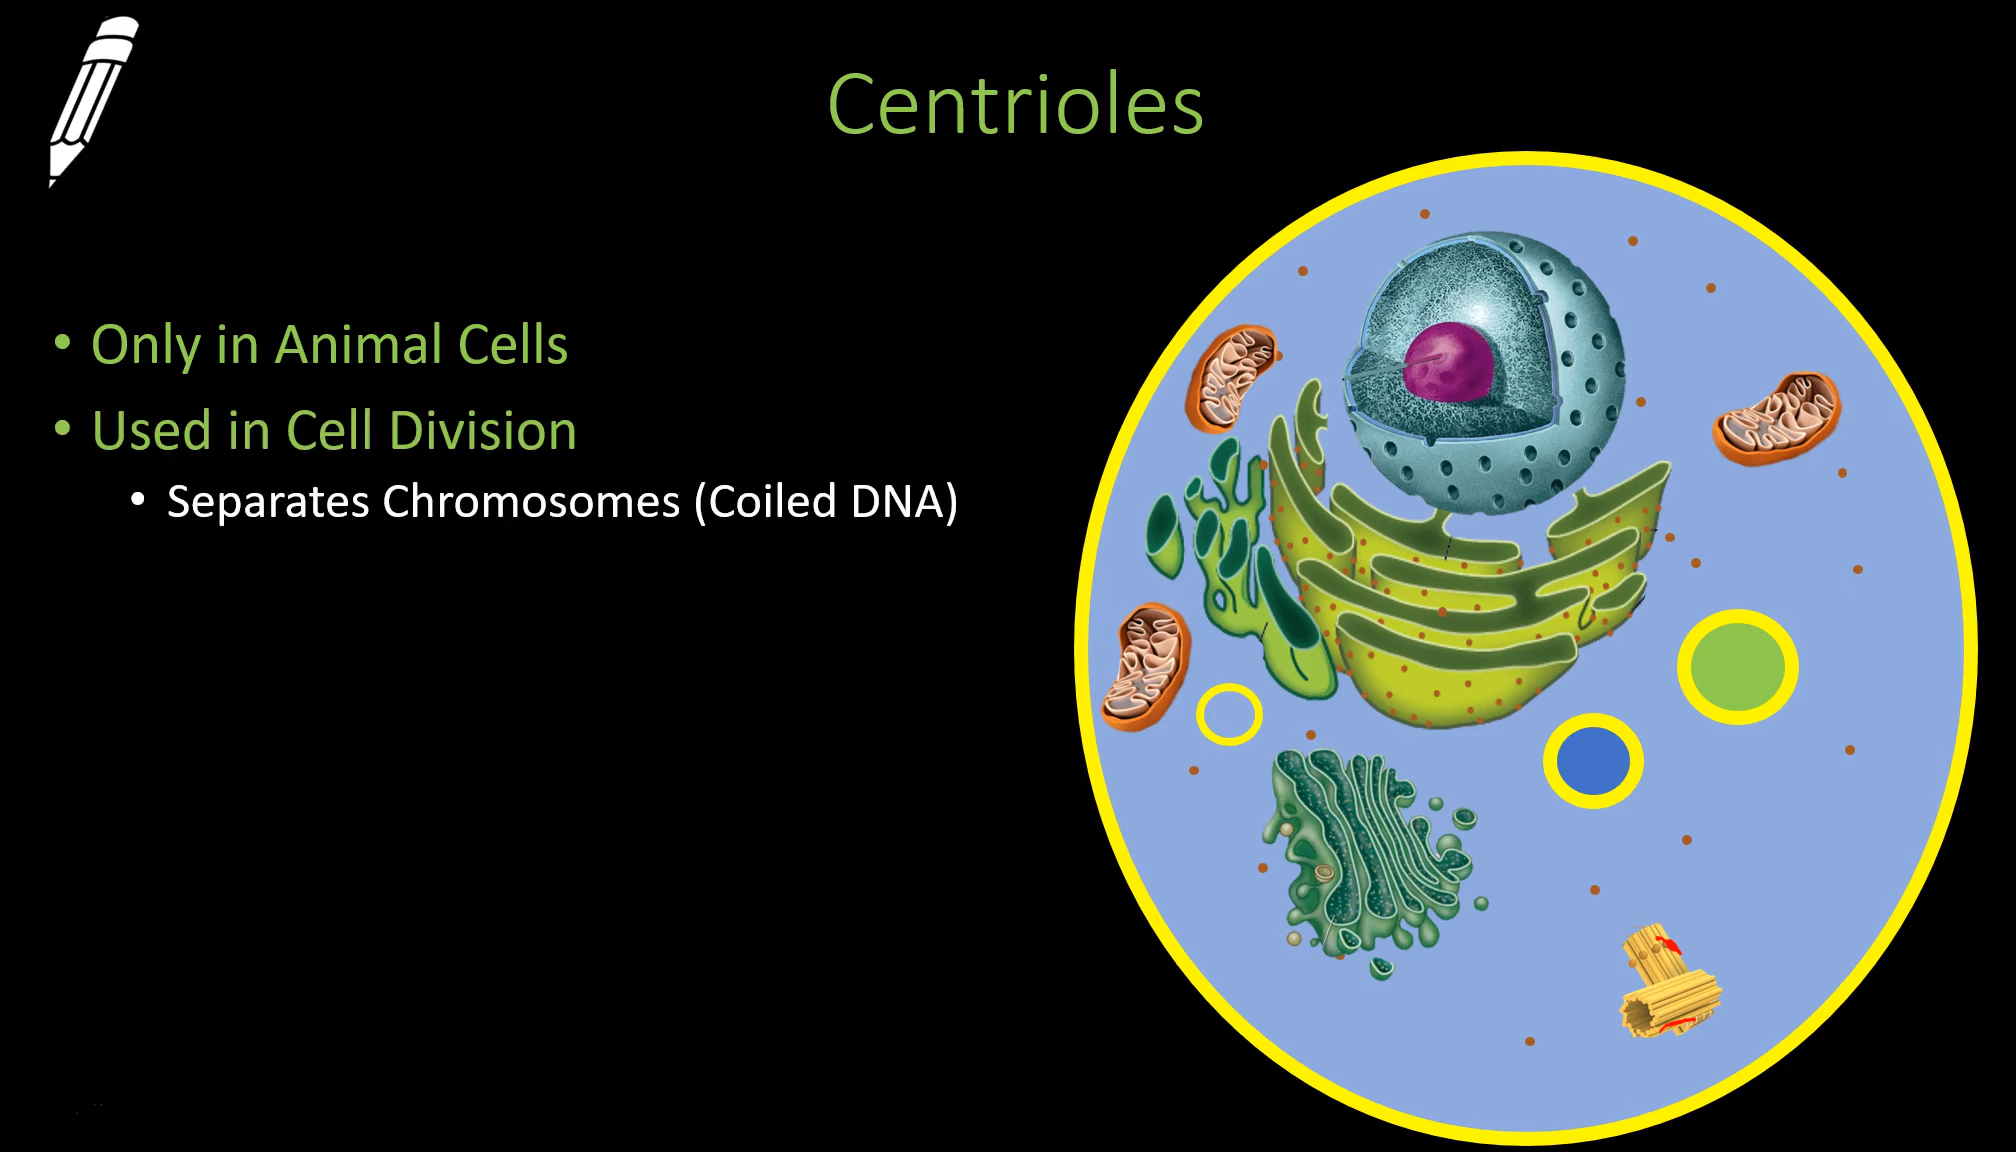 Centrioles
• Only in Animal Cells
• Used in Cell Division
• Separates Chromosomes (Coiled DNA)